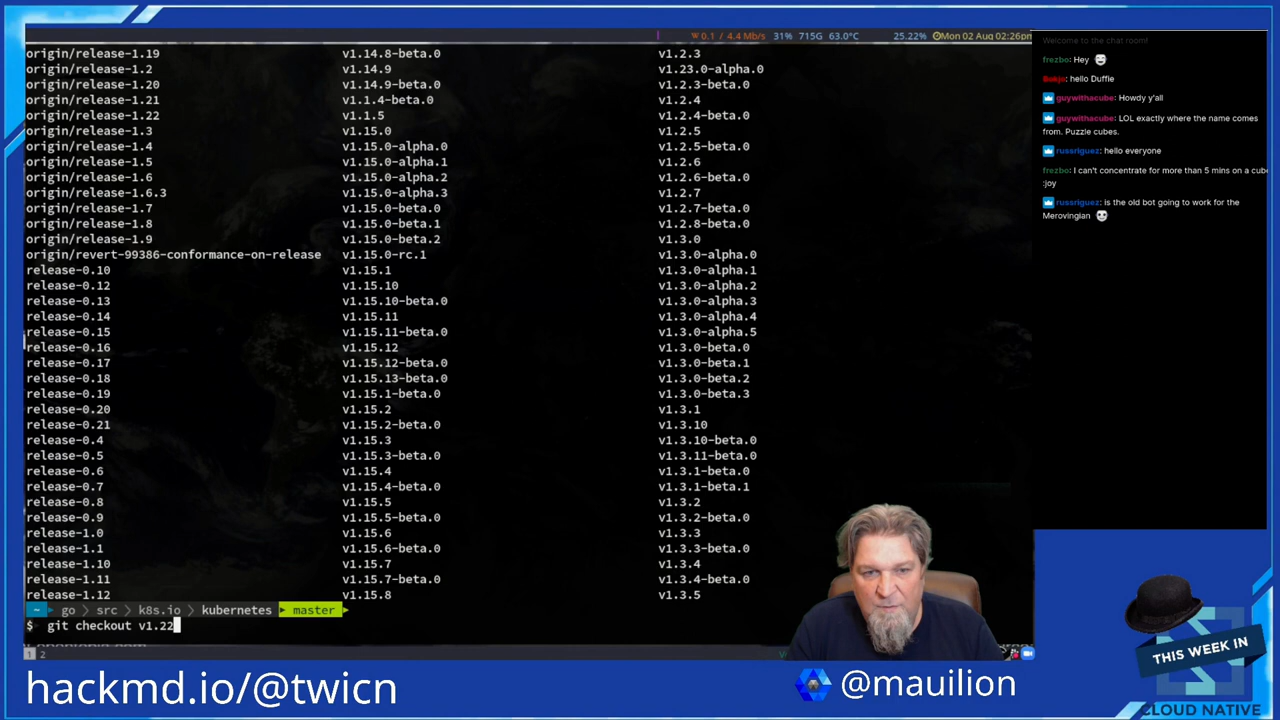 0.1 / 4.4 Mb/s 31% 715G 63.0°C 25.22% Mon 02 Aug 02:26pm
origin/release-1.19 v1.14.8-beta.0 v1.2.3
origin/release-1.2 v1.14.9 v1.23.0-alpha.0
origin/release-1.20 v1.14.9-beta.0 v1.2.3-beta.0
origin/release-1.21 v1.1.4-beta.0 v1.2.4
origin/release-1.22 v1.1.5 v1.2.4-beta.0
origin/release-1.3 v1.15.0 v1.2.5
origin/release-1.4 v1.15.0-alpha.0 v1.2.5-beta.0
origin/release-1.5 v1.15.0-alpha.1 v1.2.6
origin/release-1.6 v1.15.0-alpha.2 v1.2.6-beta.0
origin/release-1.6.3 v1.15.0-alpha.3 v1.2.7
origin/release-1.7 v1.15.0-beta.0 v1.2.7-beta.0
origin/release-1.8 v1.15.0-beta.1 v1.2.8-beta.0
origin/release-1.9 v1.15.0-beta.2 v1.3.0
origin/revert-99386-conformance-on-release v1.15.0-rc.1 v1.3.0-alpha.0
release-0.10 v1.15.1 v1.3.0-alpha.1
release-0.12 v1.15.10 v1.3.0-alpha.2
release-0.13 v1.15.10-beta.0 v1.3.0-alpha.3
release-0.14 v1.15.11 v1.3.0-alpha.4
release-0.15 v1.15.11-beta.0 v1.3.0-alpha.5
release-0.16 v1.15.12 v1.3.0-beta.0
release-0.17 v1.15.12-beta.0 v1.3.0-beta.1
release-0.18 v1.15.13-beta.0 v1.3.0-beta.2
release-0.19 v1.15.1-beta.0 v1.3.0-beta.3
release-0.20 v1.15.2 v1.3.1
release-0.21 v1.15.2-beta.0 v1.3.10
release-0.4 v1.15.3 v1.3.10-beta.0
release-0.5 v1.15.3-beta.0 v1.3.11-beta.0
release-0.6 v1.15.4 v1.3.1-beta.0
release-0.7 v1.15.4-beta.0 v1.3.1-beta.1
release-0.8 v1.15.5 v1.3.2
release-0.9 v1.15.5-beta.0 v1.3.2-beta.0
release-1.0 v1.15.6 v1.3.3
release-1.1 v1.15.6-beta.0 v1.3.3-beta.0
release-1.10 v1.15.7 v1.3.4
release-1.11 v1.15.7-beta.0 v1.3.4-beta.0
release-1.12 v1.15.8 v1.3.5
~ go src k8s.io kubernetes master
$ git checkout v1.22
1 2
Welcome to the chat room!
frezbo: Hey
hello Duffie
guywithacube: Howdy y'all
guywithacube: LOL exactly where the name comes
from. Puzzle cubes.
russriguez: hello everyone
frezbo: I can't concentrate for more than 5 mins on a cube
:joy
russriguez: is the old bot going to work for the
Merovingian
hackmd.io/@twicn
@mauilion
THIS WEEK IN
CLOUD NATIVE